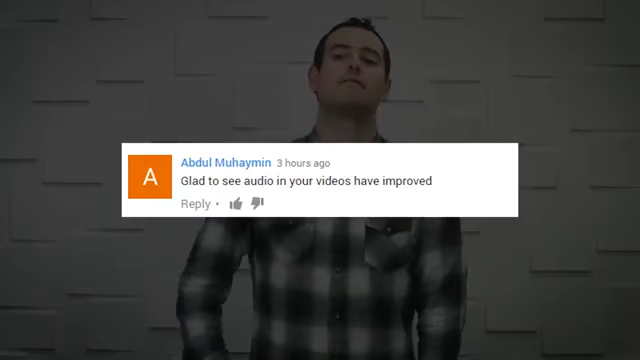 A
Abdul Muhaymin 3 hours ago
Glad to see audio in your videos have improved
Reply •